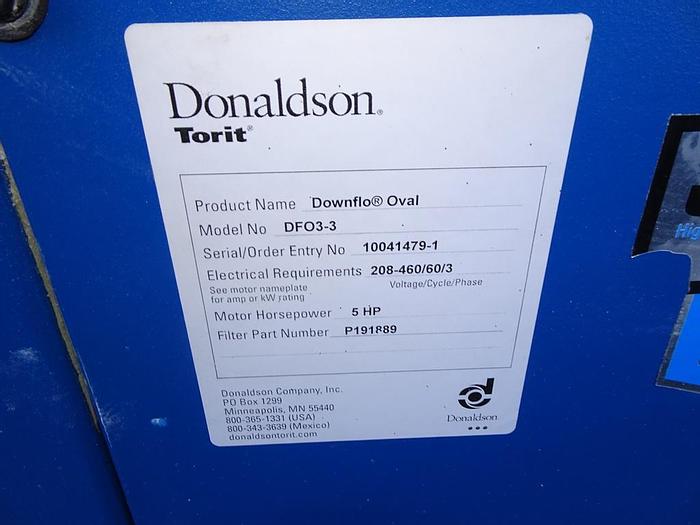 Donaldson®
Torit®
Product Name Downflo® Oval
Model No DFO3-3
Serial/Order Entry No 10041479-1
Electrical Requirements 208-460/60/3
See motor nameplate Voltage/Cycle/Phase
for amp or kW rating
Motor Horsepower 5 HP
Filter Part Number P191889
Donaldson Company, Inc.
PO Box 1299
Minneapolis, MN 55440
800-365-1331 (USA)
800-343-3639 (Mexico)
donaldsontorit.com
Donaldson.
Hig